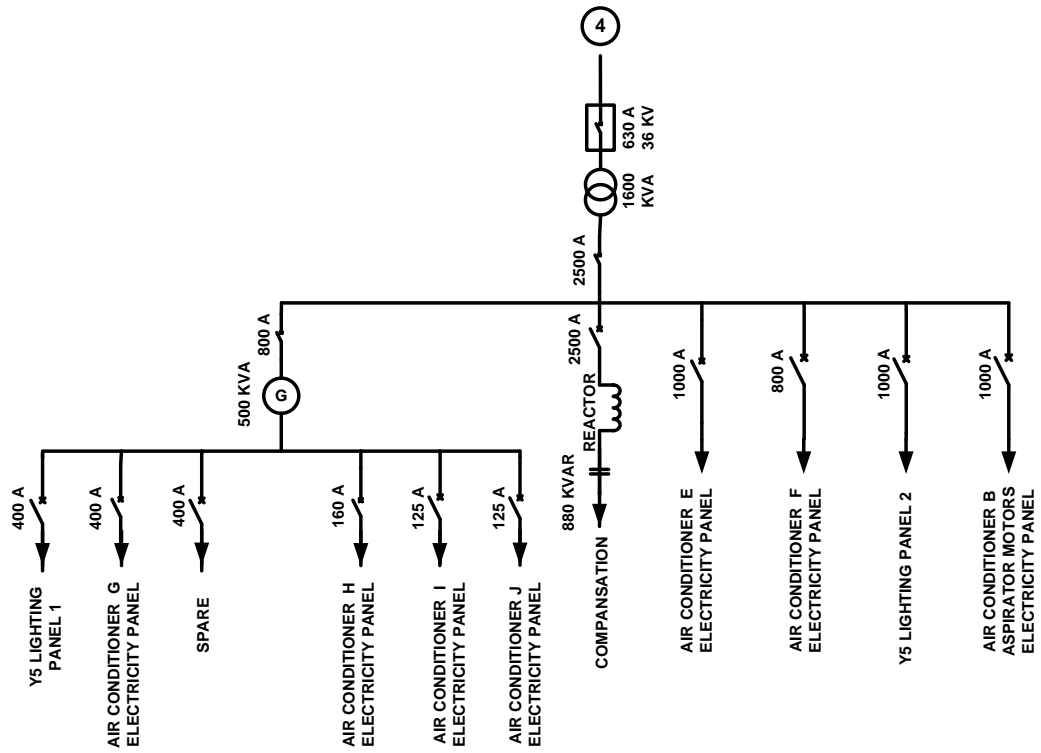 4
630 A
36 KV
1600
KVA
2500 A
800 A
500 KVA
G
2500 A
REACTOR
880 KVAR
COMPANSATION
1000 A
AIR CONDITIONER E
ELECTRICITY PANEL
800 A
AIR CONDITIONER F
ELECTRICITY PANEL
1000 A
Y5 LIGHTING PANEL 2
1000 A
AIR CONDITIONER B
ASPIRATOR MOTORS
ELECTRICITY PANEL
400 A
Y5 LIGHTING
PANEL 1
400 A
AIR CONDITIONER G
ELECTRICITY PANEL
400 A
SPARE
160 A
AIR CONDITIONER H
ELECTRICITY PANEL
125 A
AIR CONDITIONER I
ELECTRICITY PANEL
125 A
AIR CONDITIONER J
ELECTRICITY PANEL